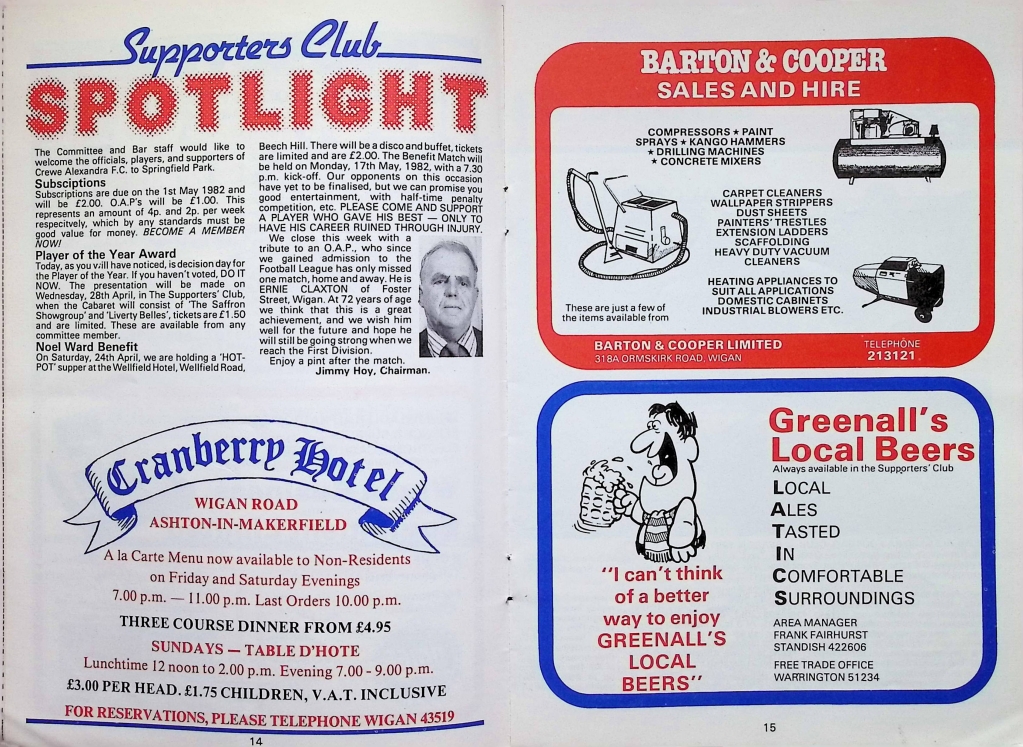 Supporters Club
SPOTLIGHT
The Committee and Bar staff would like to
welcome the officials, players, and supporters of
Crewe Alexandra F.C. to Springfield Park.
Subsciptions
Subscriptions are due on the 1st May 1982 and
will be £2.00. O.A.P's will be £1.00. This
represents an amount of 4p. and 2p. per week
respecitvely, which by any standards must be
good value for money. BECOME A MEMBER
NOW!
Player of the Year Award
Today, as you will have noticed, is decision day for
the Player of the Year. If you haven't voted, DO IT
NOW. The presentation will be made on
Wednesday, 28th April, in The Supporters' Club,
when the Cabaret will consist of 'The Saffron
Showgroup' and 'Liverty Belles', tickets are £1.50
and are limited. These are available from any
committee member.
Noel Ward Benefit
On Saturday, 24th April, we are holding a 'HOT-
POT' supper at the Wellfield Hotel, Wellfield Road,
Beech Hill. There will be a disco and buffet, tickets
are limited and are £2.00. The Benefit Match will
be held on Monday, 17th May, 1982, with a 7.30
p.m. kick-off. Our opponents on this occasion
have yet to be finalised, but we can promise you
good entertainment, with half-time penalty
competition, etc. PLEASE COME AND SUPPORT
A PLAYER WHO GAVE HIS BEST — ONLY TO
HAVE HIS CAREER RUINED THROUGH INJURY.
We close this week with a
tribute to an O.A.P., who since
we gained admission to the
Football League has only missed
one match, home and away. He is
ERNIE CLAXTON of Foster
Street, Wigan. At 72 years of age
we think that this is a great
achievement, and we wish him
well for the future and hope he
will still be going strong when we
reach the First Division.
Enjoy a pint after the match.
Jimmy Hoy, Chairman.
Cranberry Hotel
WIGAN ROAD
ASHTON-IN-MAKERFIELD
A la Carte Menu now available to Non-Residents
on Friday and Saturday Evenings
7.00 p.m. — 11.00 p.m. Last Orders 10.00 p.m.
THREE COURSE DINNER FROM £4.95
SUNDAYS — TABLE D'HOTE
Lunchtime 12 noon to 2.00 p.m. Evening 7.00 - 9.00 p.m.
£3.00 PER HEAD. £1.75 CHILDREN, V.A.T. INCLUSIVE
FOR RESERVATIONS, PLEASE TELEPHONE WIGAN 43519
14
BARTON & COOPER
SALES AND HIRE
COMPRESSORS ★ PAINT
SPRAYS ★ KANGO HAMMERS
★ DRILLING MACHINES
★ CONCRETE MIXERS
CARPET CLEANERS
WALLPAPER STRIPPERS
DUST SHEETS
PAINTERS' TRESTLES
EXTENSION LADDERS
SCAFFOLDING
HEAVY DUTY VACUUM
CLEANERS
HEATING APPLIANCES TO
SUIT ALL APPLICATIONS
DOMESTIC CABINETS
INDUSTRIAL BLOWERS ETC.
These are just a few of
the items available from
BARTON & COOPER LIMITED
318A ORMSKIRK ROAD, WIGAN
TELEPHONE
213121
Greenall's
Local Beers
Always available in the Supporters' Club
LOCAL
ALES
TASTED
IN
COMFORTABLE
SURROUNDINGS
"I can't think
of a better
way to enjoy
GREENALL'S
LOCAL
BEERS"
AREA MANAGER
FRANK FAIRHURST
STANDISH 422606
FREE TRADE OFFICE
WARRINGTON 51234
15